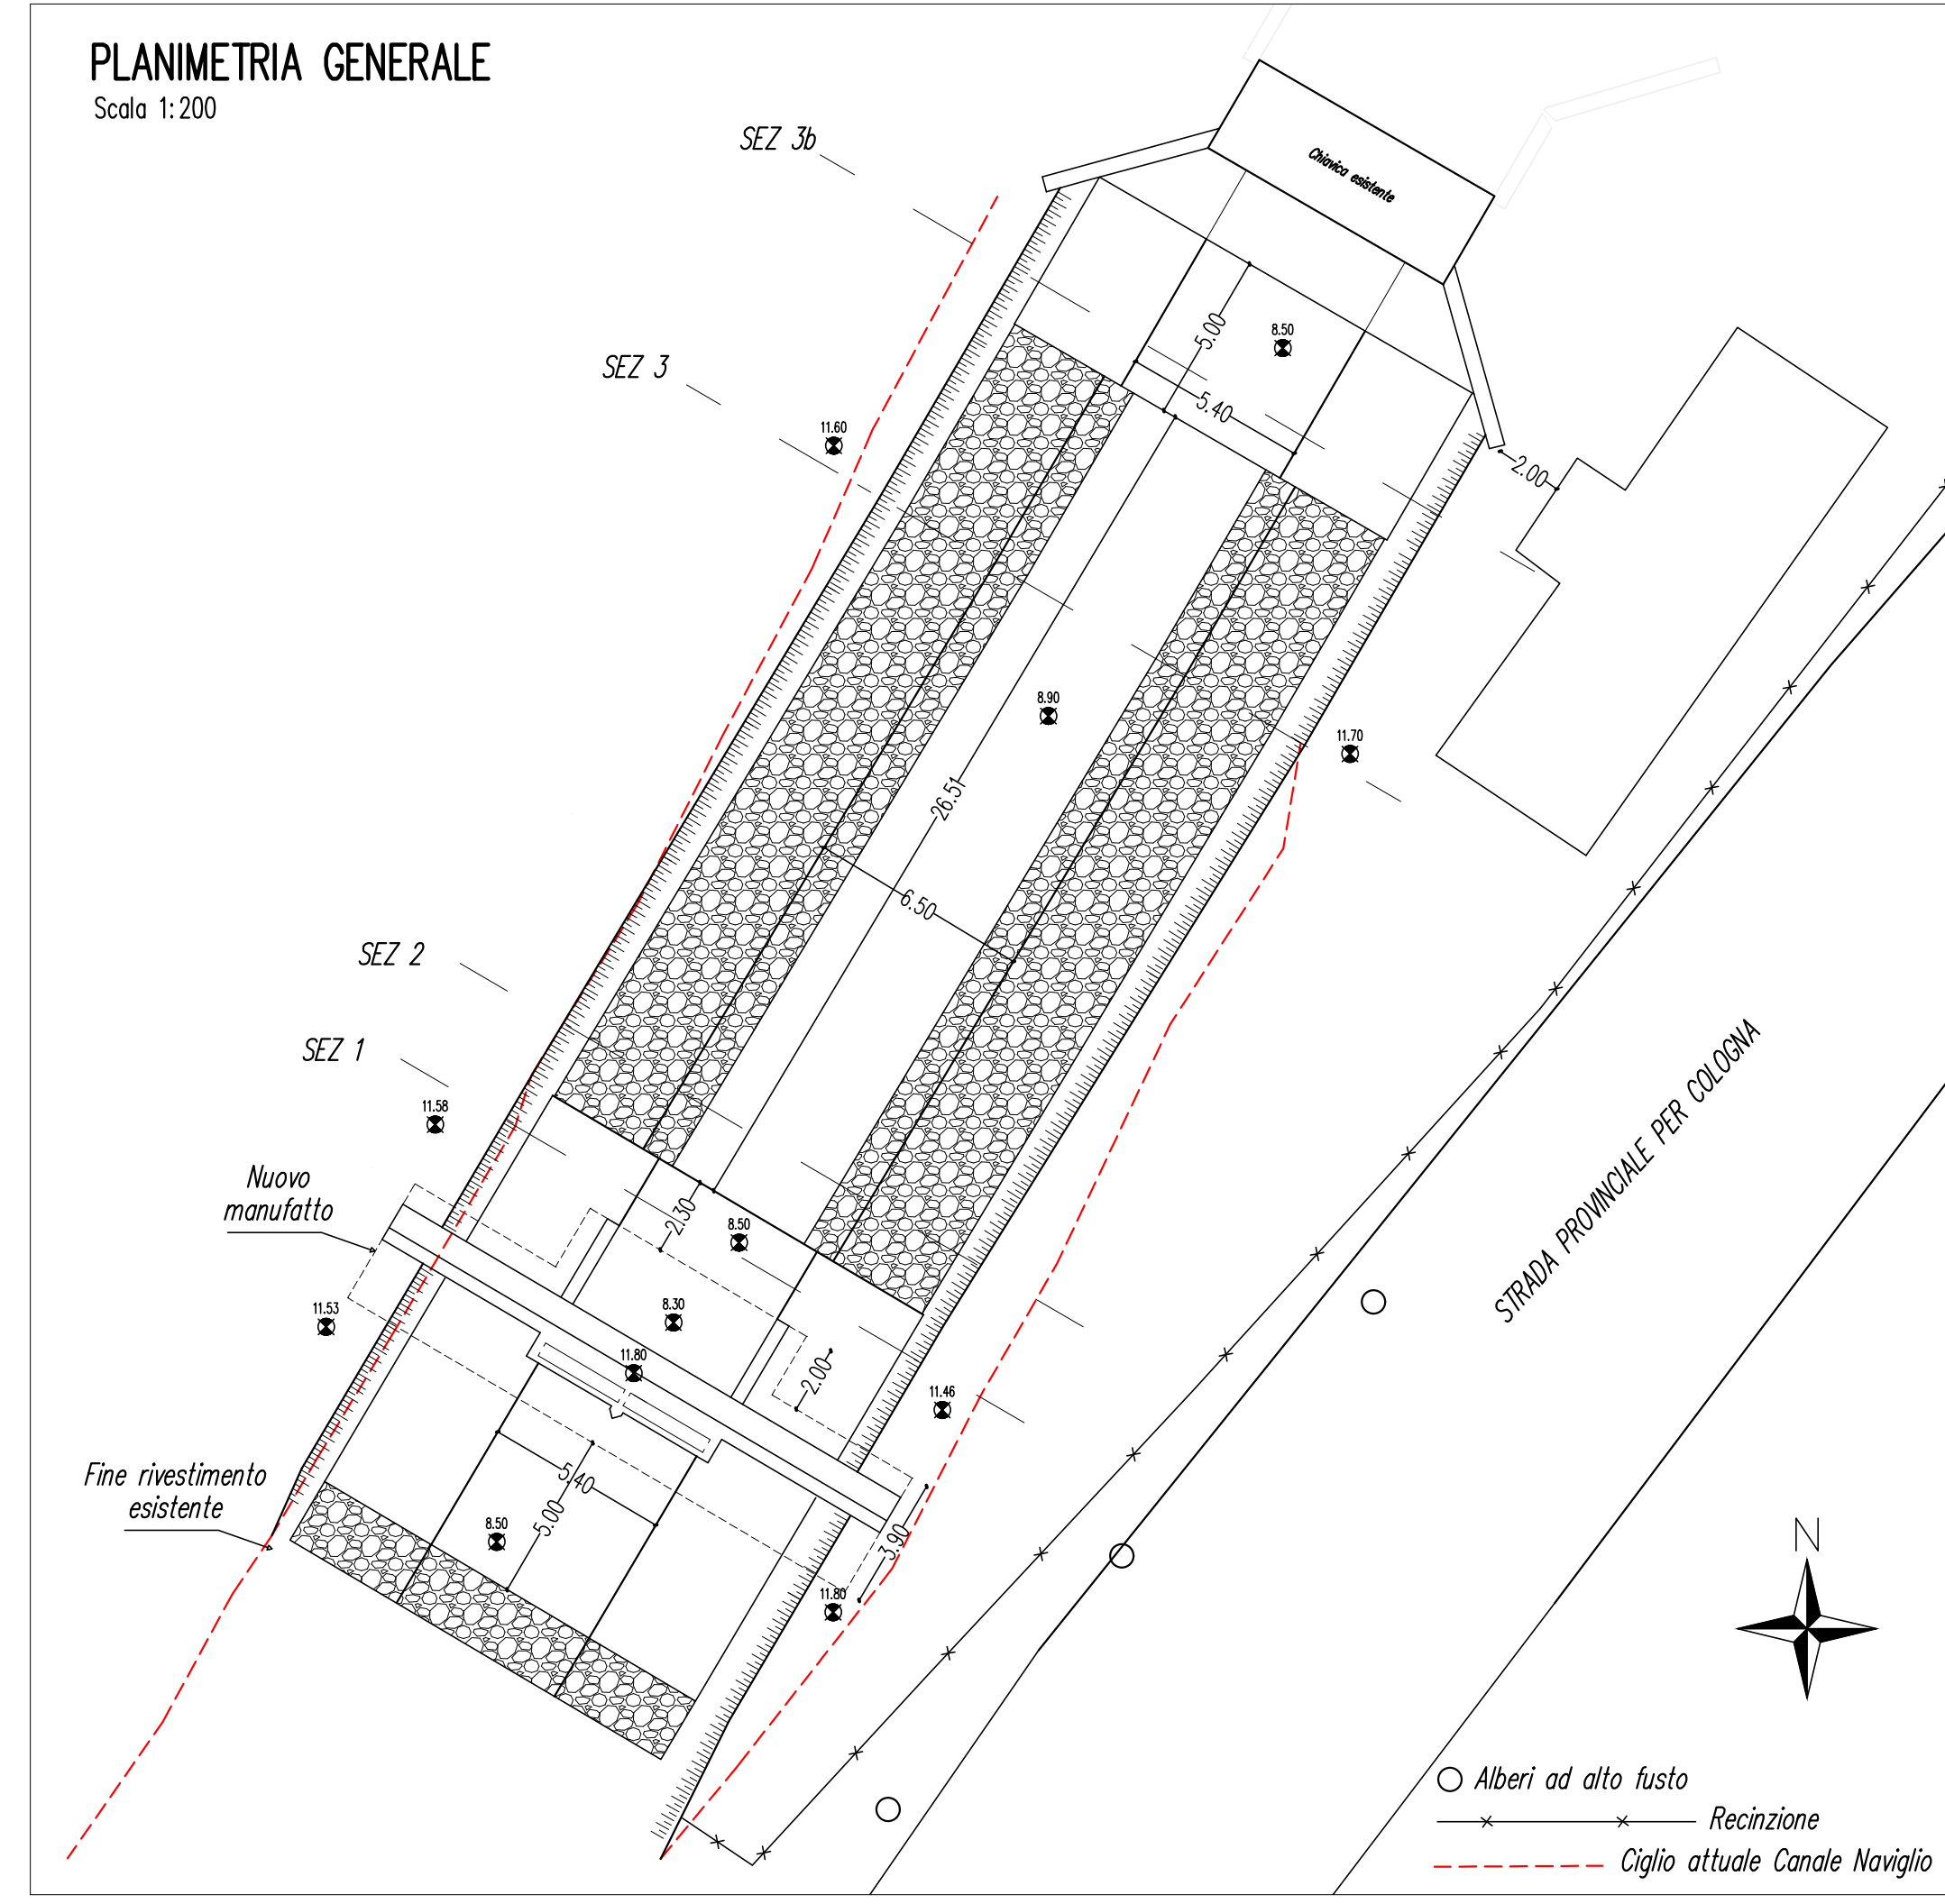 PLANIMETRIA GENERALE
Scala 1:200
SEZ 3b
Chiavica esistente
5.00
8.50
SEZ 3
5.40
11.60
2.00
8.90
11.70
26.51
6.50
SEZ 2
SEZ 1
11.58
STRADA PROVINCIALE PER COLOGNA
Nuovo
manufatto
2.30
8.50
11.53
8.30
11.80
2.00
11.46
Fine rivestimento
esistente
5.40
5.00
8.50
3.90
11.80
N
Alberi ad alto fusto
Recinzione
Ciglio attuale Canale Naviglio